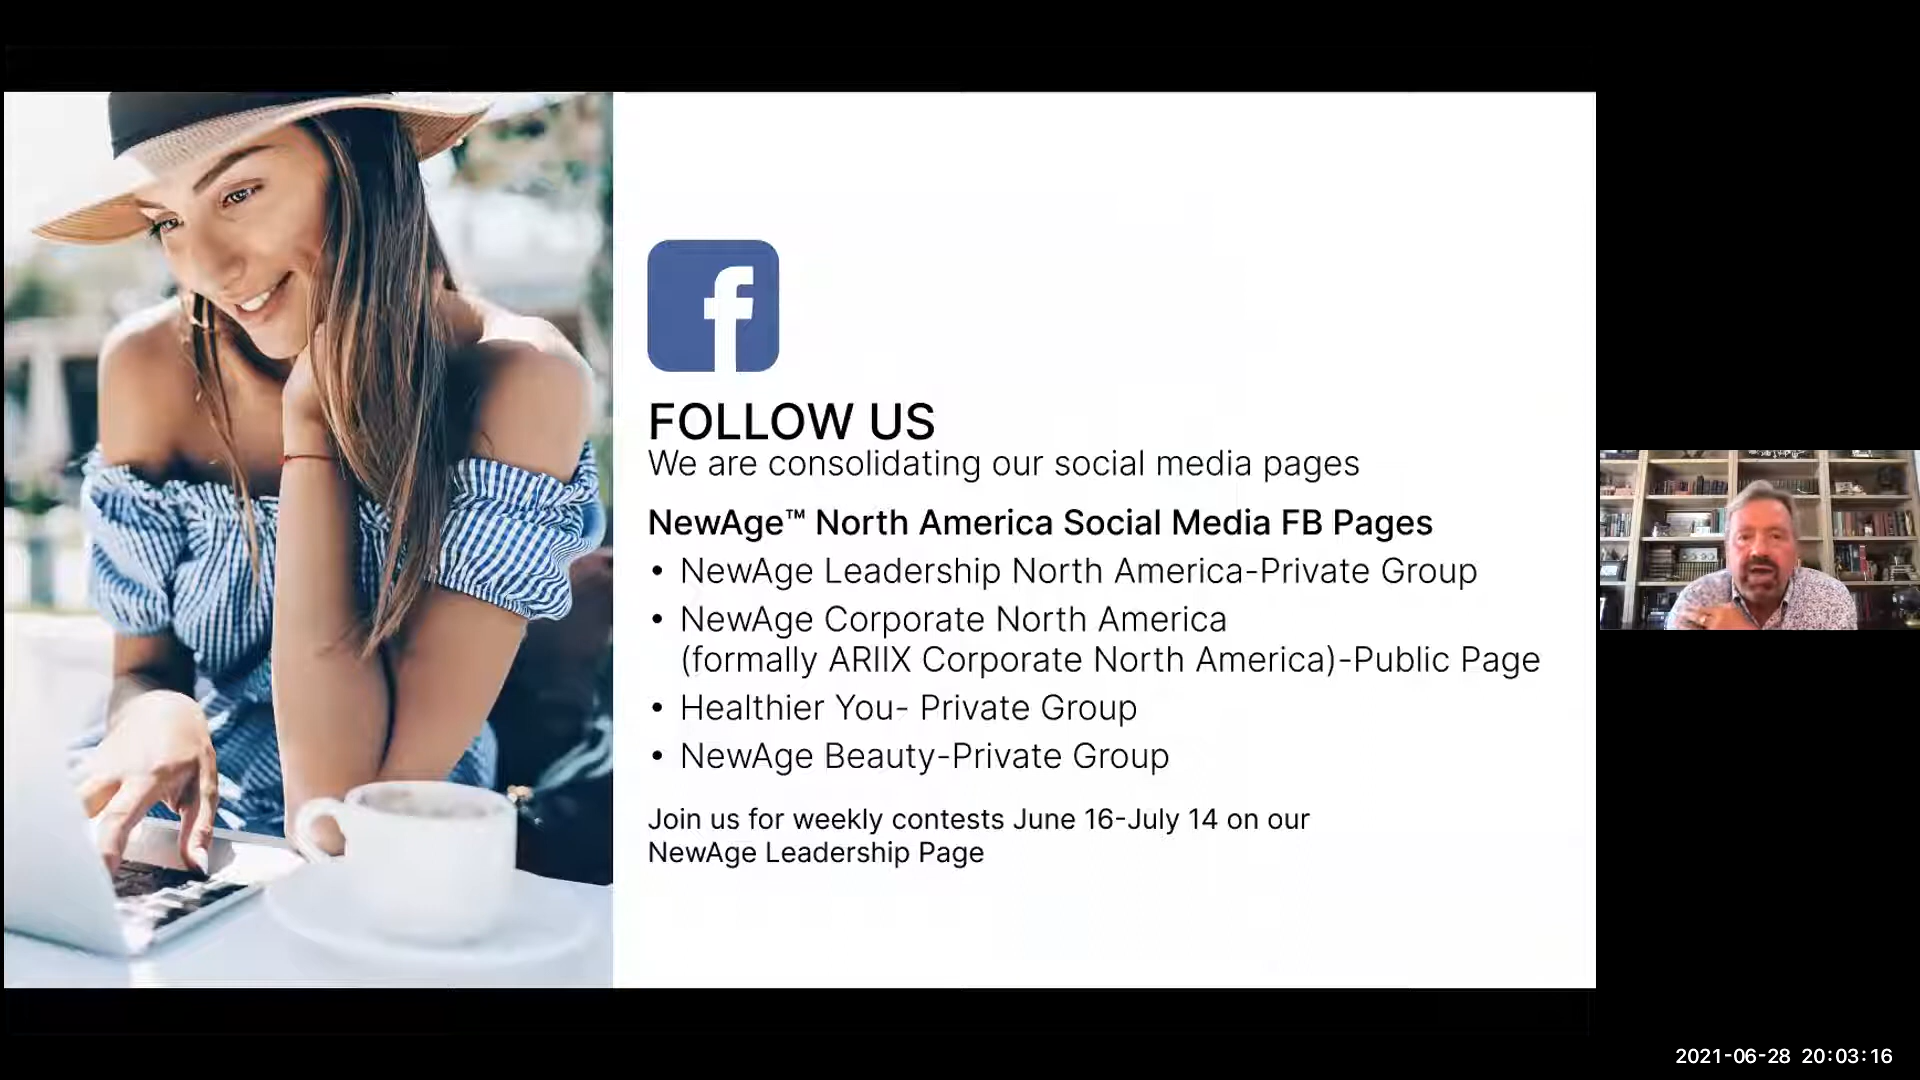 f
FOLLOW US
We are consolidating our social media pages
NewAge™ North America Social Media FB Pages
• NewAge Leadership North America-Private Group
• NewAge Corporate North America
(formally ARIIX Corporate North America)-Public Page
• Healthier You- Private Group
• NewAge Beauty-Private Group
Join us for weekly contests June 16-July 14 on our
NewAge Leadership Page
2021-06-28 20:03:16